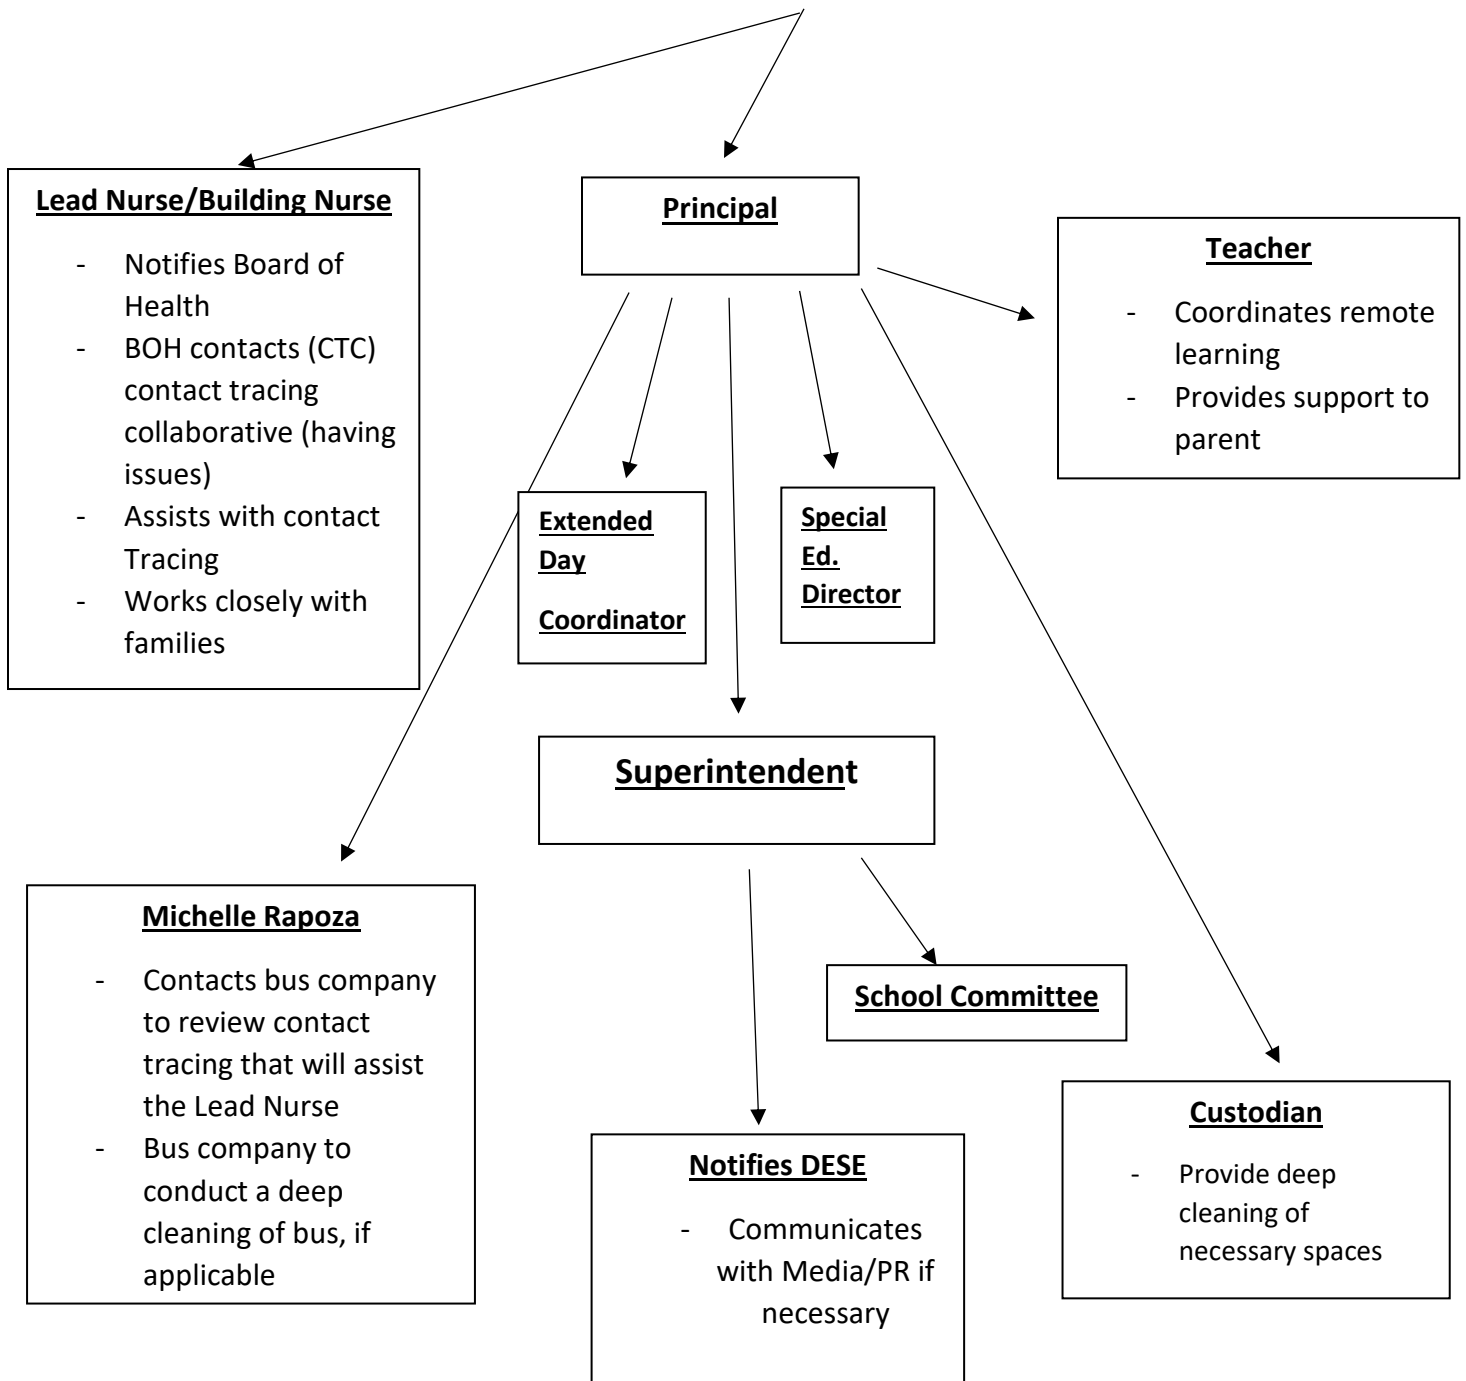 Lead Nurse/Building Nurse
- Notifies Board of
Health
- BOH contacts (CTC)
contact tracing
collaborative (having
issues)
- Assists with contact
Tracing
- Works closely with
families
Principal
Teacher
- Coordinates remote
learning
- Provides support to
parent
Extended
Day
Coordinator
Special
Ed.
Director
Superintendent
Michelle Rapoza
- Contacts bus company
to review contact
tracing that will assist
the Lead Nurse
- Bus company to
conduct a deep
cleaning of bus, if
applicable
School Committee
Notifies DESE
- Communicates
with Media/PR if
necessary
Custodian
- Provide deep
cleaning of
necessary spaces